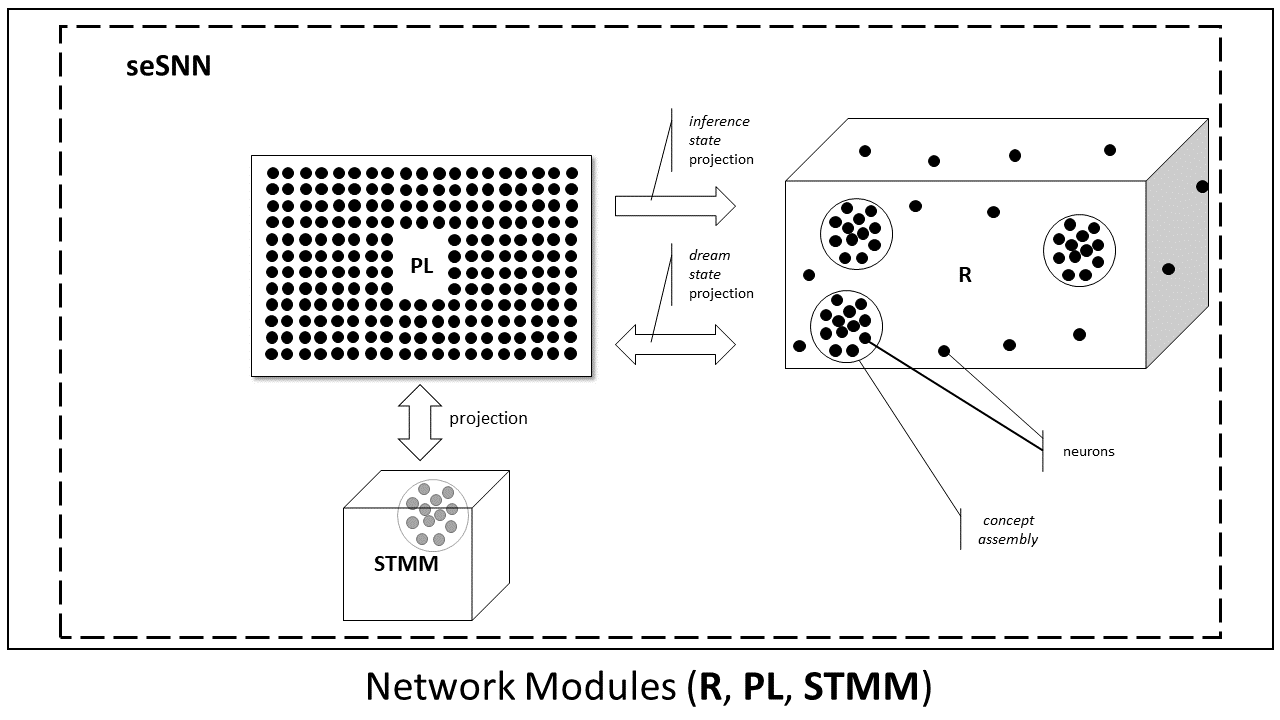 seSNN
inference
state
projection
PL
dream
state
projection
R
projection
neurons
STMM
concept
assembly
Network Modules (R, PL, STMM)